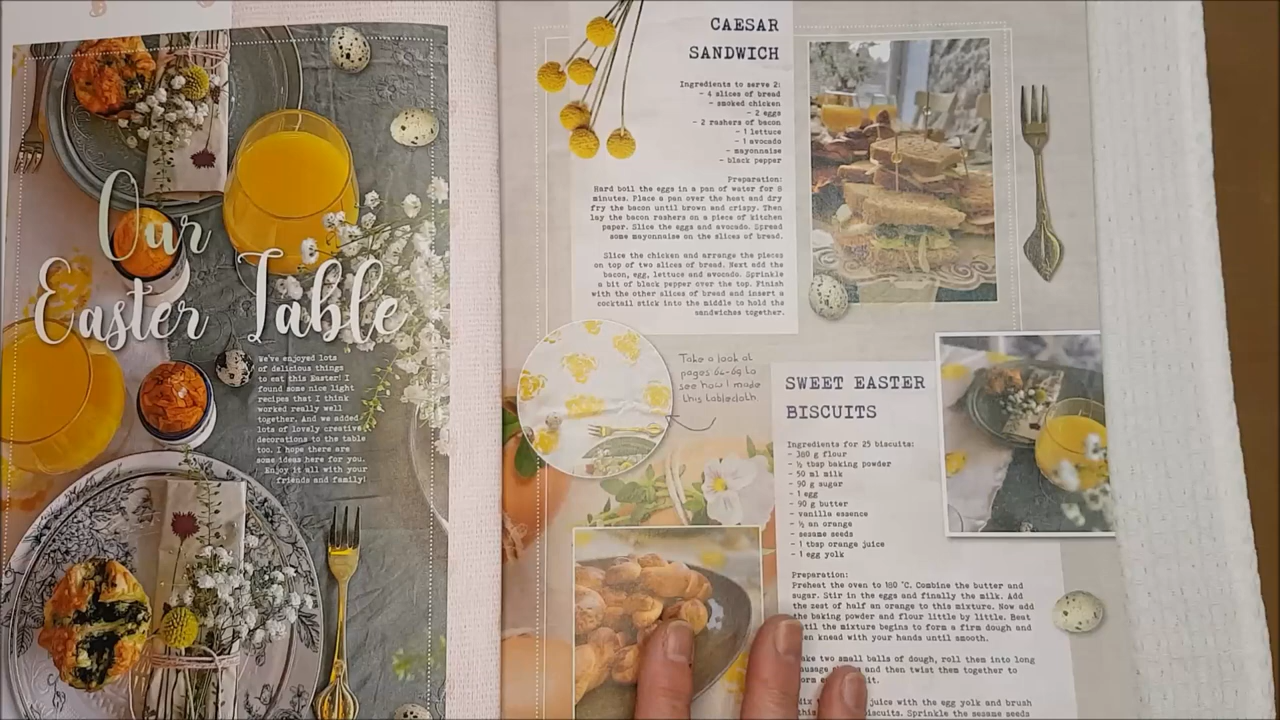 Our
Easter Table
We've enjoyed lots
of delicious things
to eat this Easter! I
found some nice light
recipes that I think
worked really well
together. And we added
lots of lovely creative
decorations to the table
too. I hope there are
some ideas here for you.
Enjoy it all with your
friends and family!
CAESAR
SANDWICH
Ingredients to serve 2:
- 4 slices of bread
- smoked chicken
- 2 eggs
- 2 rashers of bacon
- 1 lettuce
- 1 avocado
- mayonnaise
- black pepper
Preparation:
Hard boil the eggs in a pan of water for 8
minutes. Place a pan over the heat and dry
fry the bacon until brown and crispy. Then
lay the bacon rashers on a piece of kitchen
paper. Slice the eggs and avocado. Spread
some mayonnaise on the slices of bread.
Slice the chicken and arrange the pieces
on top of two slices of bread. Next add the
bacon, egg, lettuce and avocado. Sprinkle
a bit of black pepper over the top. Finish
with the other slices of bread and insert a
cocktail stick into the middle to hold the
sandwiches together.
Take a look at
pages 66-69 to
see how I made
this tablecloth
SWEET EASTER
BISCUITS
Ingredients for 25 biscuits:
- 380 g flour
- ½ tbsp baking powder
- 50 ml milk
- 90 g sugar
- 1 egg
- 90 g butter
- vanilla essence
- ½ an orange
- sesame seeds
- 1 tbsp orange juice
- 1 egg yolk
Preparation:
Preheat the oven to 180 °C. Combine the butter and
sugar. Stir in the eggs and finally the milk. Add
the zest of half an orange to this mixture. Now add
the baking powder and flour little by little. Beat
the mixture begins to form a firm dough and
knead with your hands until smooth.
two small balls of dough, roll them into long
and then twist them together to
juice with the egg yolk and brush
Sprinkle the sesame seeds